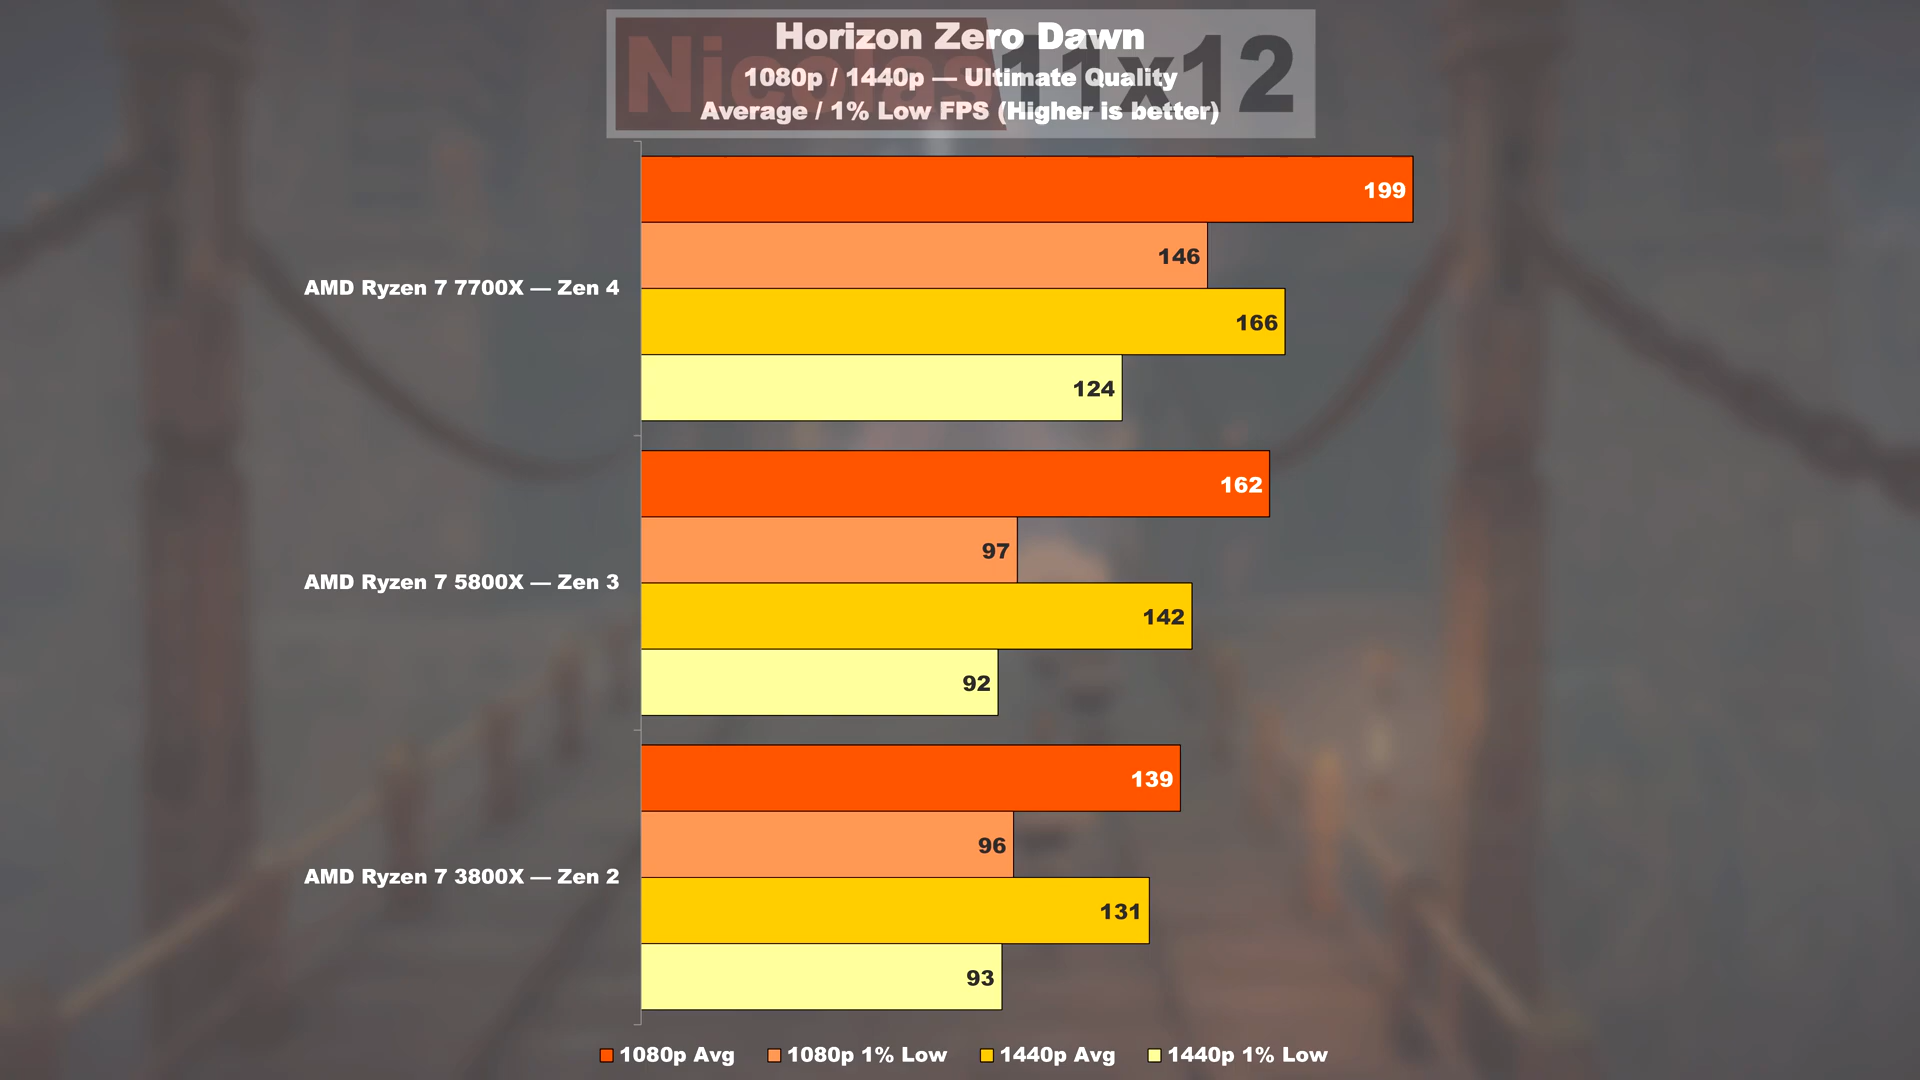 Nicolas11x12
Horizon Zero Dawn
1080p / 1440p — Ultimate Quality
Average / 1% Low FPS (Higher is better)
199
146
AMD Ryzen 7 7700X — Zen 4
166
124
162
97
AMD Ryzen 7 5800X — Zen 3
142
92
139
96
AMD Ryzen 7 3800X — Zen 2
131
93
1080p Avg 1080p 1% Low 1440p Avg 1440p 1% Low